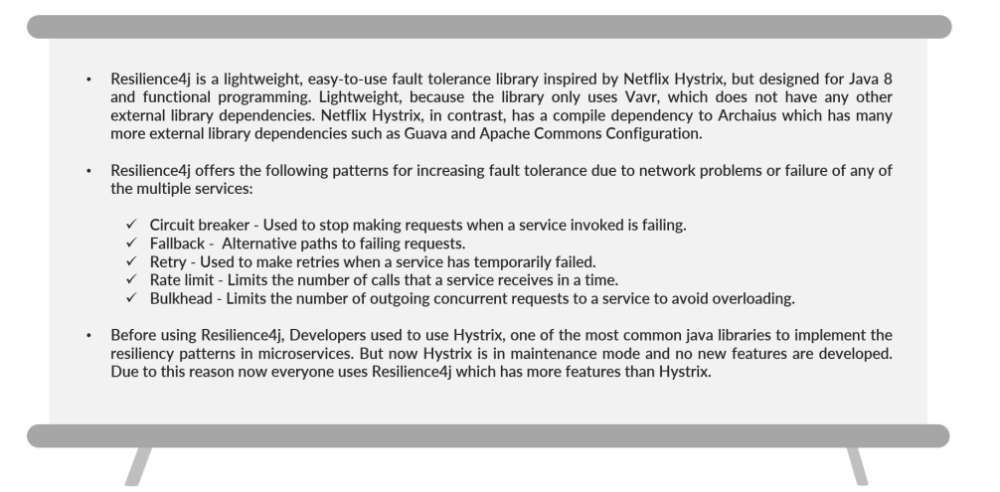 • Resilience4j is a lightweight, easy-to-use fault tolerance library inspired by Netflix Hystrix, but designed for Java 8
and functional programming. Lightweight, because the library only uses Vavr, which does not have any other
external library dependencies. Netflix Hystrix, in contrast, has a compile dependency to Archaius which has many
more external library dependencies such as Guava and Apache Commons Configuration.
• Resilience4j offers the following patterns for increasing fault tolerance due to network problems or failure of any of
the multiple services:
✓ Circuit breaker - Used to stop making requests when a service invoked is failing.
✓ Fallback - Alternative paths to failing requests.
✓ Retry - Used to make retries when a service has temporarily failed.
✓ Rate limit - Limits the number of calls that a service receives in a time.
✓ Bulkhead - Limits the number of outgoing concurrent requests to a service to avoid overloading.
• Before using Resilience4j, Developers used to use Hystrix, one of the most common java libraries to implement the
resiliency patterns in microservices. But now Hystrix is in maintenance mode and no new features are developed.
Due to this reason now everyone uses Resilience4j which has more features than Hystrix.